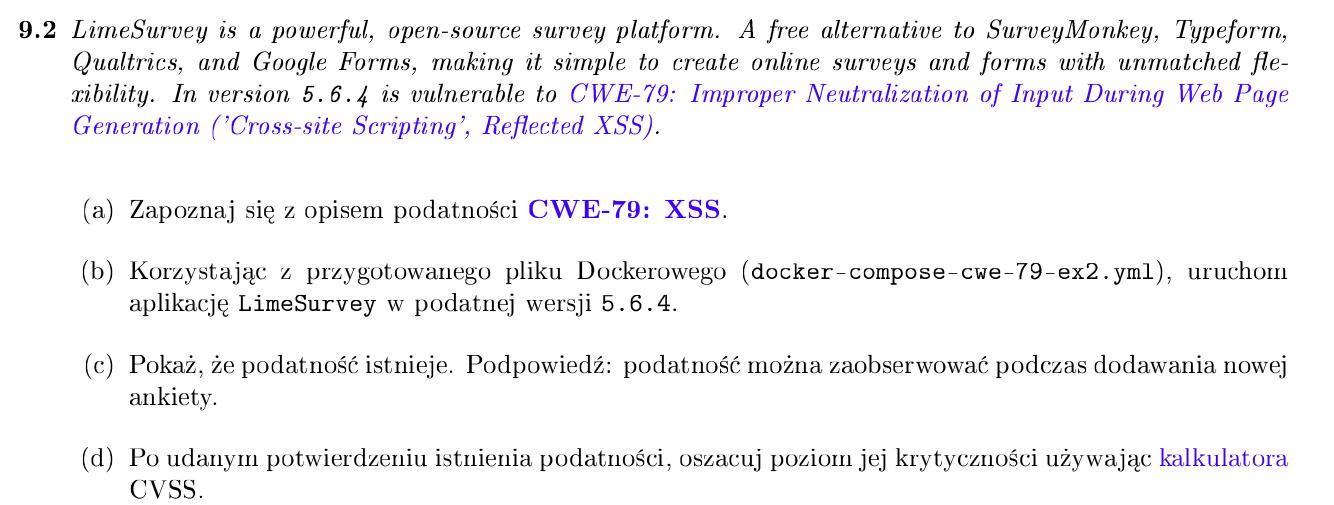 9.2 LimeSurvey is a powerful, open-source survey platform. A free alternative to SurveyMonkey, Typeform,
Qualtrics, and Google Forms, making it simple to create online surveys and forms with unmatched fle-
xibility. In version 5.6.4 is vulnerable to CWE-79: Improper Neutralization of Input During Web Page
Generation ('Cross-site Scripting', Reflected XSS).
(a) Zapoznaj się z opisem podatności CWE-79: XSS.
(b) Korzystając z przygotowanego pliku Dockerowego (docker-compose-cwe-79-ex2.yml), uruchom
aplikację LimeSurvey w podatnej wersji 5.6.4.
(c) Pokaż, że podatność istnieje. Podpowiedź: podatność można zaobserwować podczas dodawania nowej
ankiety.
(d) Po udanym potwierdzeniu istnienia podatności, oszacuj poziom jej krytyczności używając kalkulatora
CVSS.